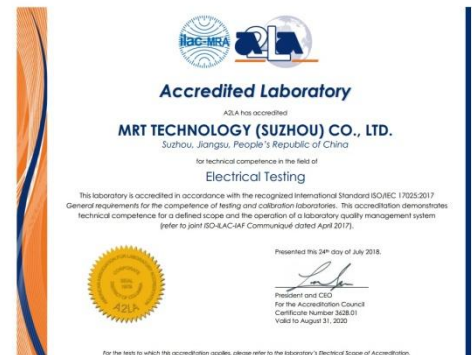 ilac-MRA
A2LA
Accredited Laboratory
A2LA has accredited
MRT TECHNOLOGY (SUZHOU) CO., LTD.
Suzhou, Jiangsu, People's Republic of China
for technical competence in the field of
Electrical Testing
This laboratory is accredited in accordance with the recognized International Standard ISO/IEC 17025:2017
General requirements for the competence of testing and calibration laboratories. This accreditation demonstrates
technical competence for a defined scope and the operation of a laboratory quality management system
(refer to joint ISO-ILAC-IAF Communiqué dated April 2017).
Presented this 24th day of July 2018.
President and CEO
For the Accreditation Council
Certificate Number 3628.01
Valid to August 31, 2020
SEAL
1978
A2LA
For the tests to which this accreditation applies, please refer to the laboratory's Electrical Scope of Accreditation.